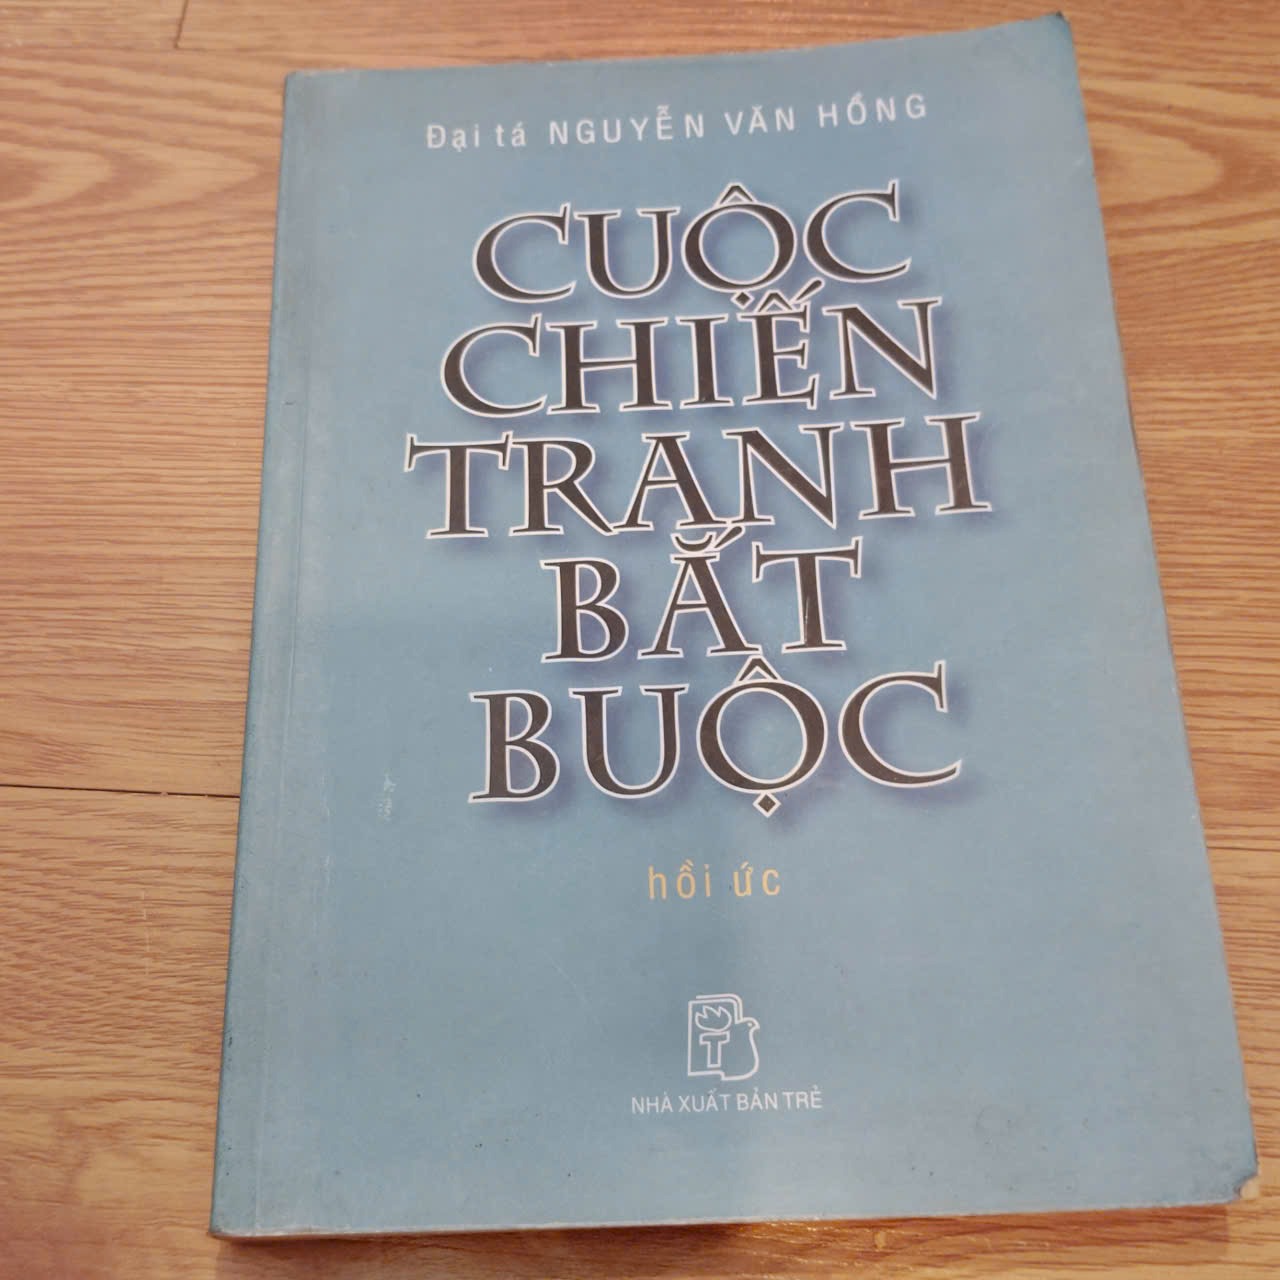 Đại tá NGUYỄN VĂN HỒNG
CUỘC
CHIẾN
TRANH
BẮT
BUỘC
hồi ức
T
NHÀ XUẤT BẢN TRẺ